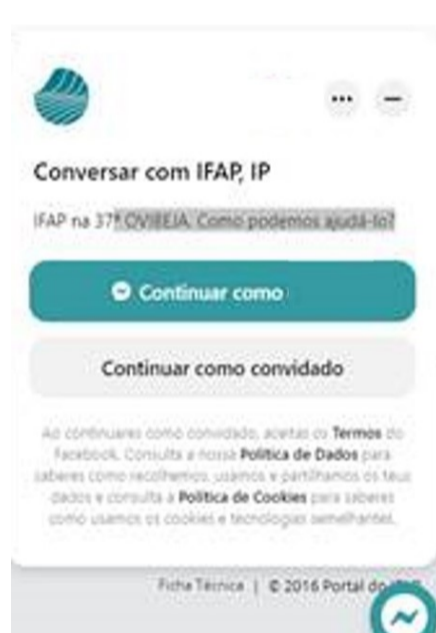 Conversar com IFAP, IP
IFAP na 37ª OVIBEJA. Como podemos ajudá-lo?
Continuar como
Continuar como convidado
Ao continuares como convidado, aceitas os Termos do
Facebook. Consulta a nossa Política de Dados para
saberes como recolhemos, usamos e partilhamos os teus
dados e consulta a Política de Cookies para saberes
como usamos os cookies e tecnologias semelhantes.
Ficha Técnica | © 2016 Portal do